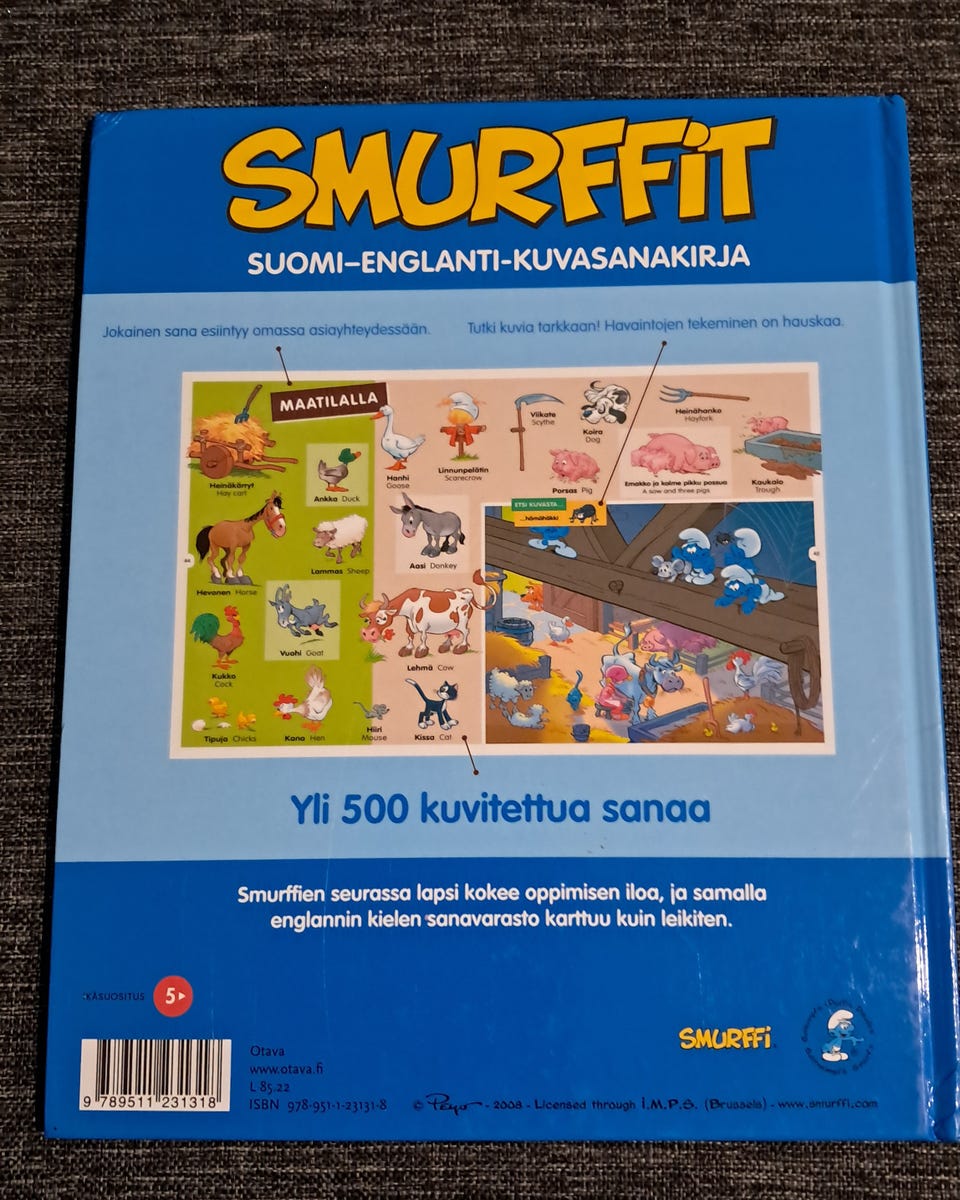 SMURFFiT
SUOMI–ENGLANTI-KUVASANAKIRJA
Jokainen sana esiintyy omassa asiayhteydessään.
Tutki kuvia tarkkaan! Havaintojen tekeminen on hauskaa.
MAATILALLA
Heinäkärryt
Hay cart
Ankka Duck
Hanhi
Goose
Linnunpelätin
Scarecrow
Viikate
Scythe
Koira
Dog
Porsas Pig
Heinähanko
Hayfork
Emakko ja kolme pikku possua
A sow and three pigs
Kaukalo
Trough
ETSI KUVASTA...
...hämähäkki
Hevonen Horse
Lammas Sheep
Aasi Donkey
Vuohi Goat
Lehmä Cow
Kukko
Cock
Tipuja Chicks
Kana Hen
Hiiri
Mouse
Kissa Cat
Yli 500 kuvitettua sanaa
Smurffien seurassa lapsi kokee oppimisen iloa, ja samalla
englannin kielen sanavarasto karttuu kuin leikiten.
IKÄSUOSITUS 5
SMURFFi
Otava
www.otava.fi
L 85.22
ISBN 978-951-1-23131-8
9 789511 231318
© Peyo - 2008 - Licensed through I.M.P.S. (Brussels) - www.smurffi.com